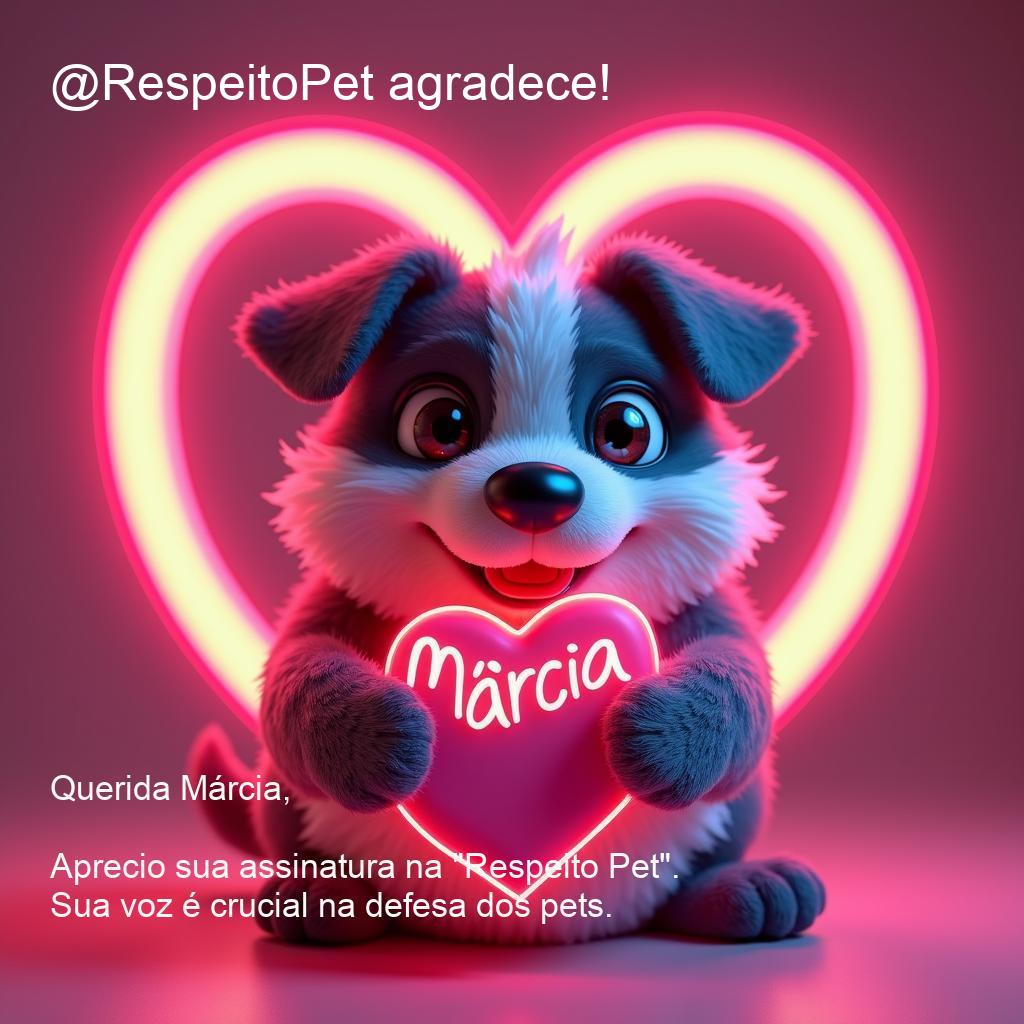 @RespeitoPet agradece!
Märcia
Querida Márcia,
Aprecio sua assinatura na "Respeito Pet".
Sua voz é crucial na defesa dos pets.